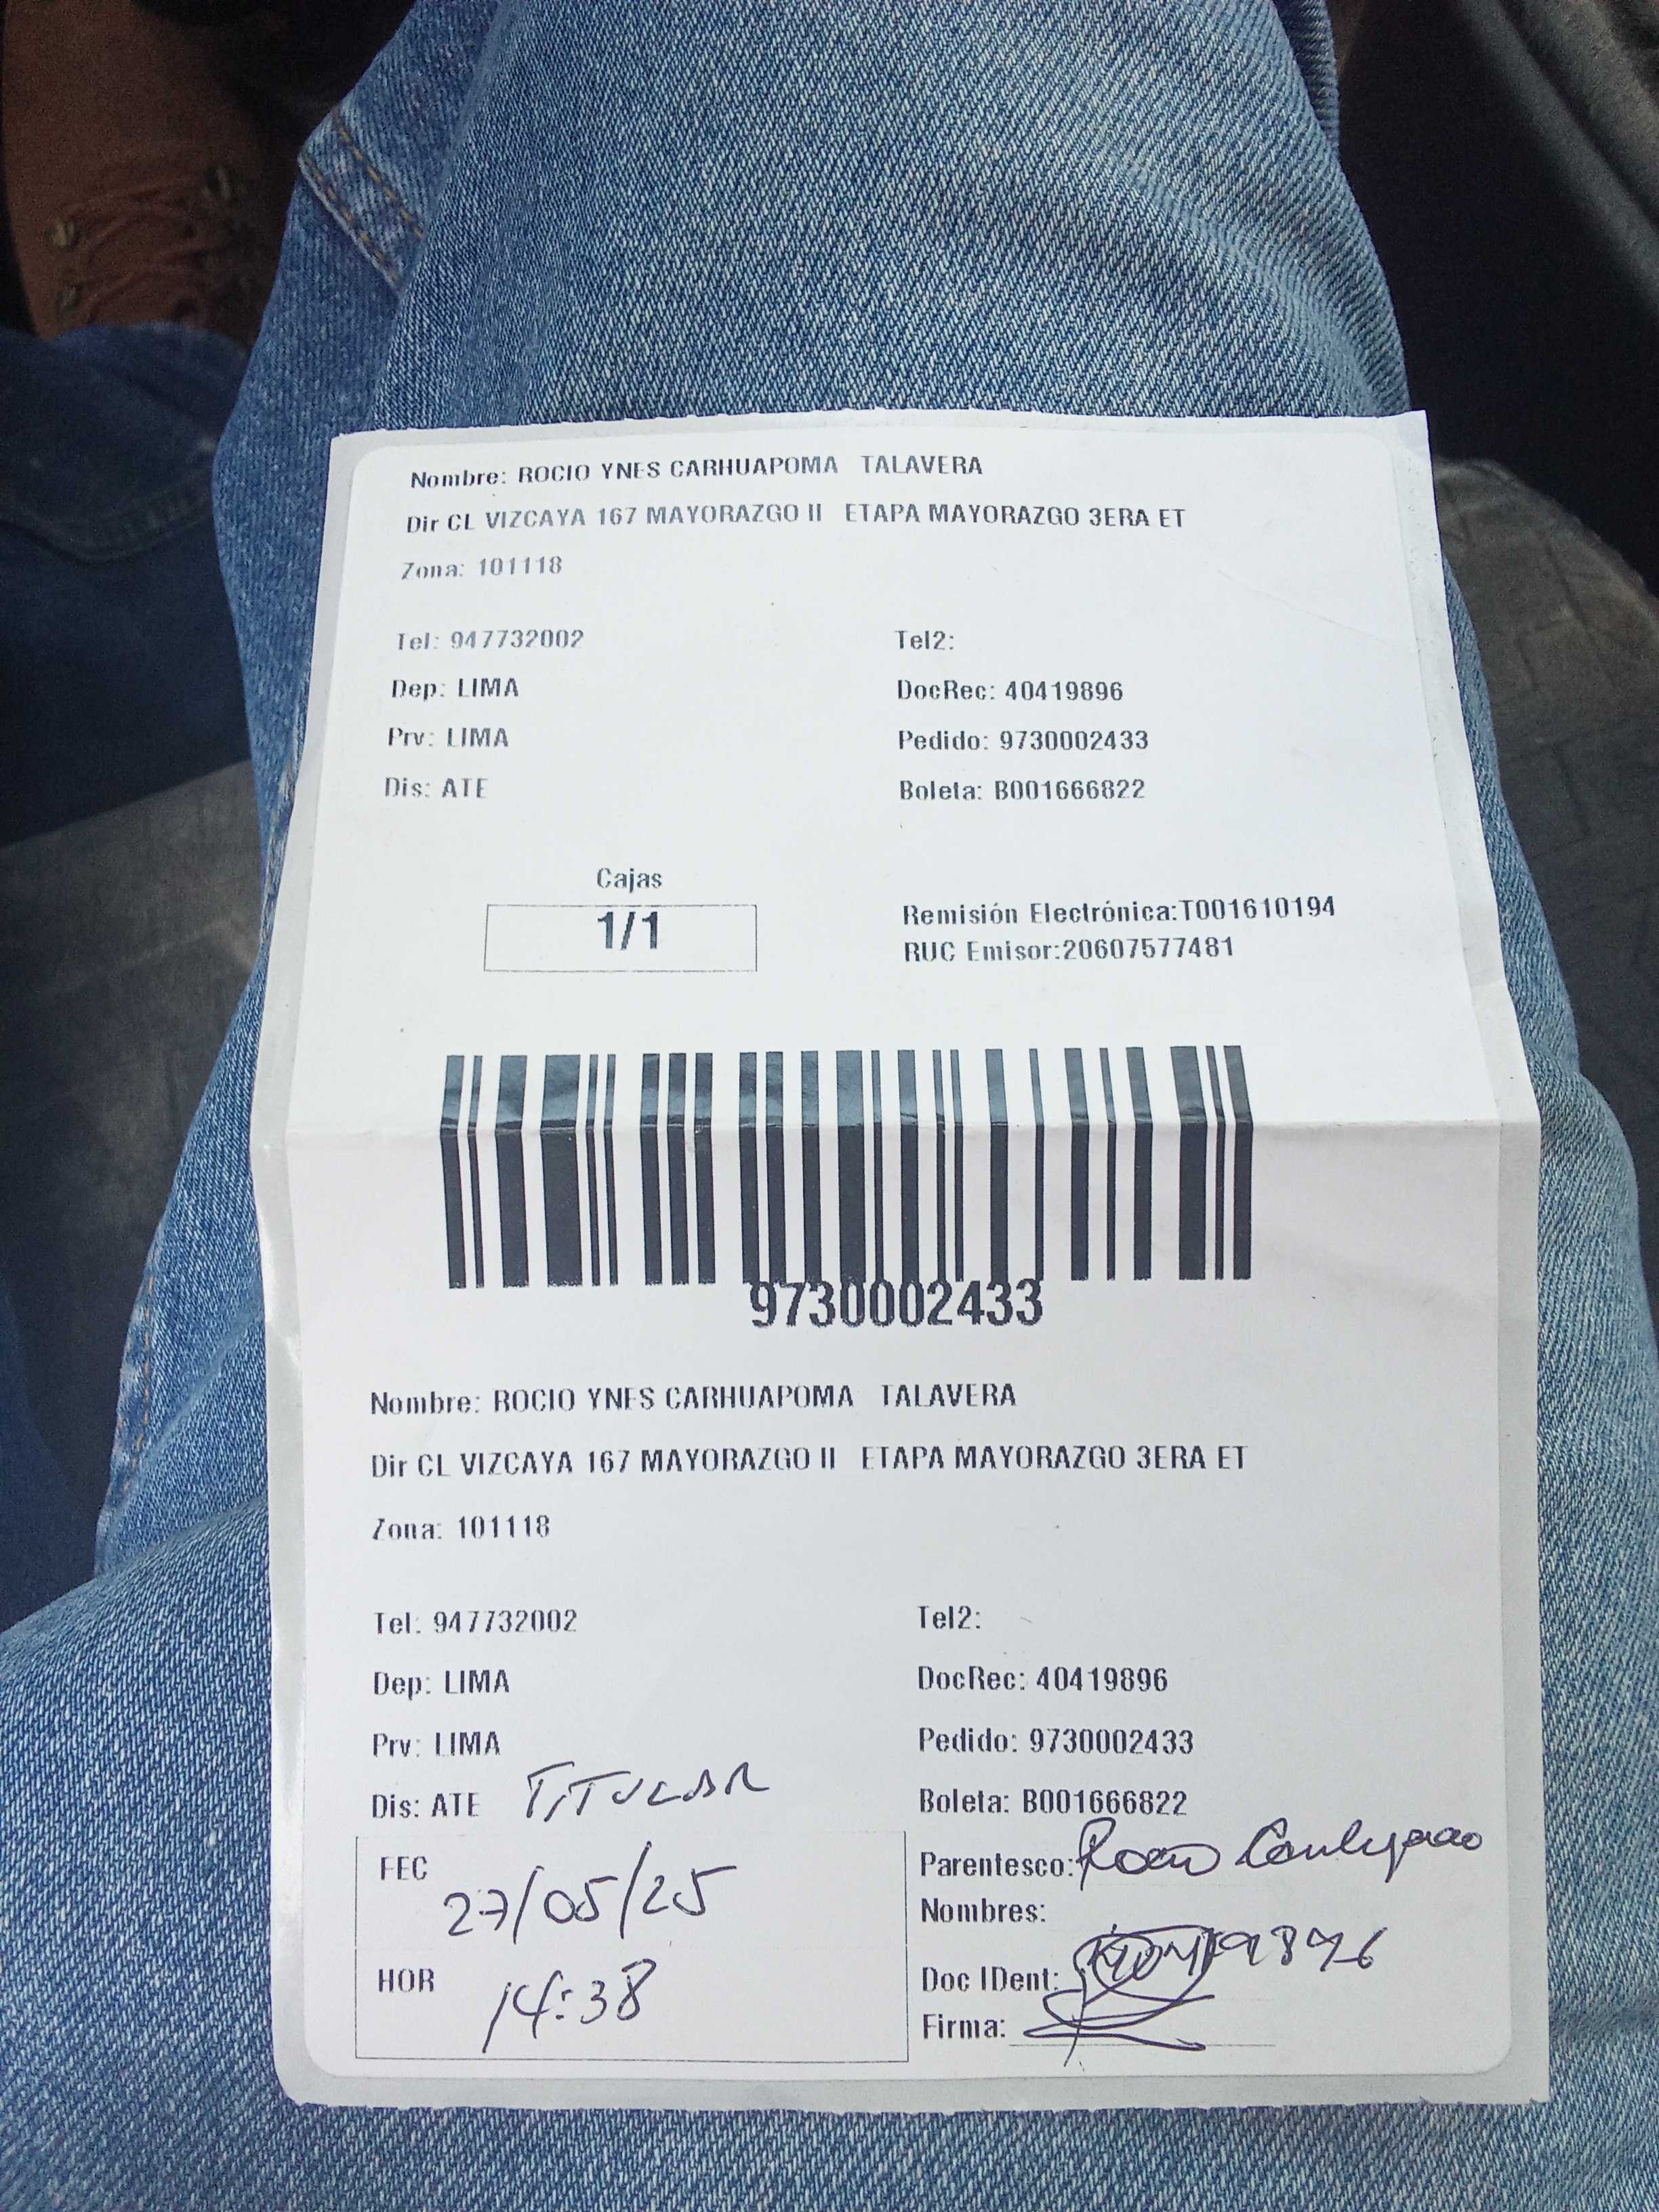 Nombre: ROCIO YNES CARHUAPOMA TALAVERA
Dir CL VIZCAYA 167 MAYORAZGO II ETAPA MAYORAZGO 3ERA ET
Zona: 101118
Tel: 947732002 Tel2:
Dep: LIMA DocRec: 40419896
Prv: LIMA Pedido: 9730002433
Dis: ATE Boleta: B001666822
Cajas
1/1
Remisión Electrónica:T001610194
RUC Emisor:20607577481
9730002433
Nombre: ROCIO YNES CARHUAPOMA TALAVERA
Dir CL VIZCAYA 167 MAYORAZGO II ETAPA MAYORAZGO 3ERA ET
Zona: 101118
Tel: 947732002 Tel2:
Dep: LIMA DocRec: 40419896
Prv: LIMA Pedido: 9730002433
Dis: ATE TITULAR Boleta: B001666822
FEC 27/05/25
HOR 14:38
Parentesco: Rocio
Nombres:
Doc IDent:
Firma: